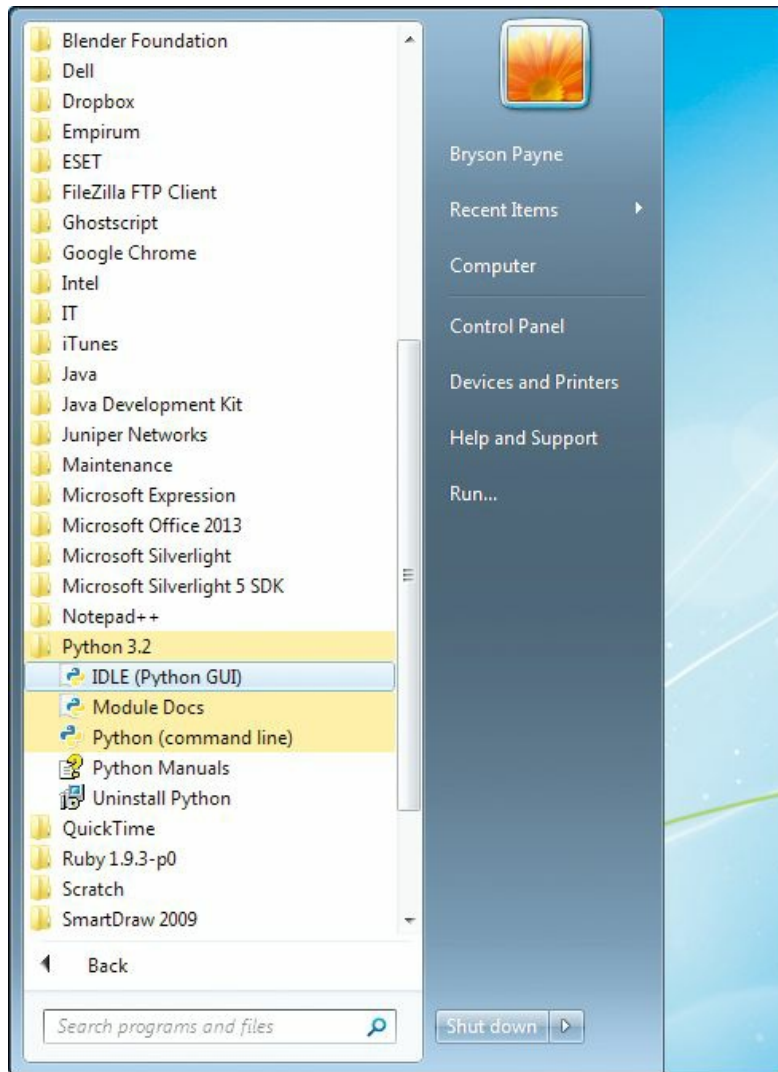 Blender Foundation
Dell
Dropbox
Empirum
ESET
FileZilla FTP Client
Ghostscript
Google Chrome
Intel
IT
iTunes
Java
Java Development Kit
Juniper Networks
Maintenance
Microsoft Expression
Microsoft Office 2013
Microsoft Silverlight
Microsoft Silverlight 5 SDK
Notepad++
Python 3.2
IDLE (Python GUI)
Module Docs
Python (command line)
Python Manuals
Uninstall Python
QuickTime
Ruby 1.9.3-p0
Scratch
SmartDraw 2009
Back
Search programs and files
Bryson Payne
Recent Items
Computer
Control Panel
Devices and Printers
Help and Support
Run...
Shut down